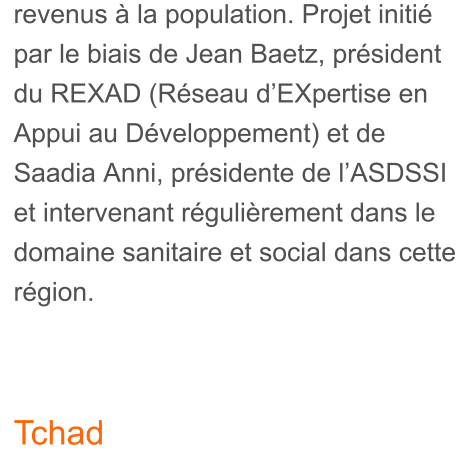 revenus à la population. Projet initié
par le biais de Jean Baetz, président
du REXAD (Réseau d’EXpertise en
Appui au Développement) et de
Saadia Anni, présidente de l’ASDSSI
et intervenant régulièrement dans le
domaine sanitaire et social dans cette
région.
Tchad